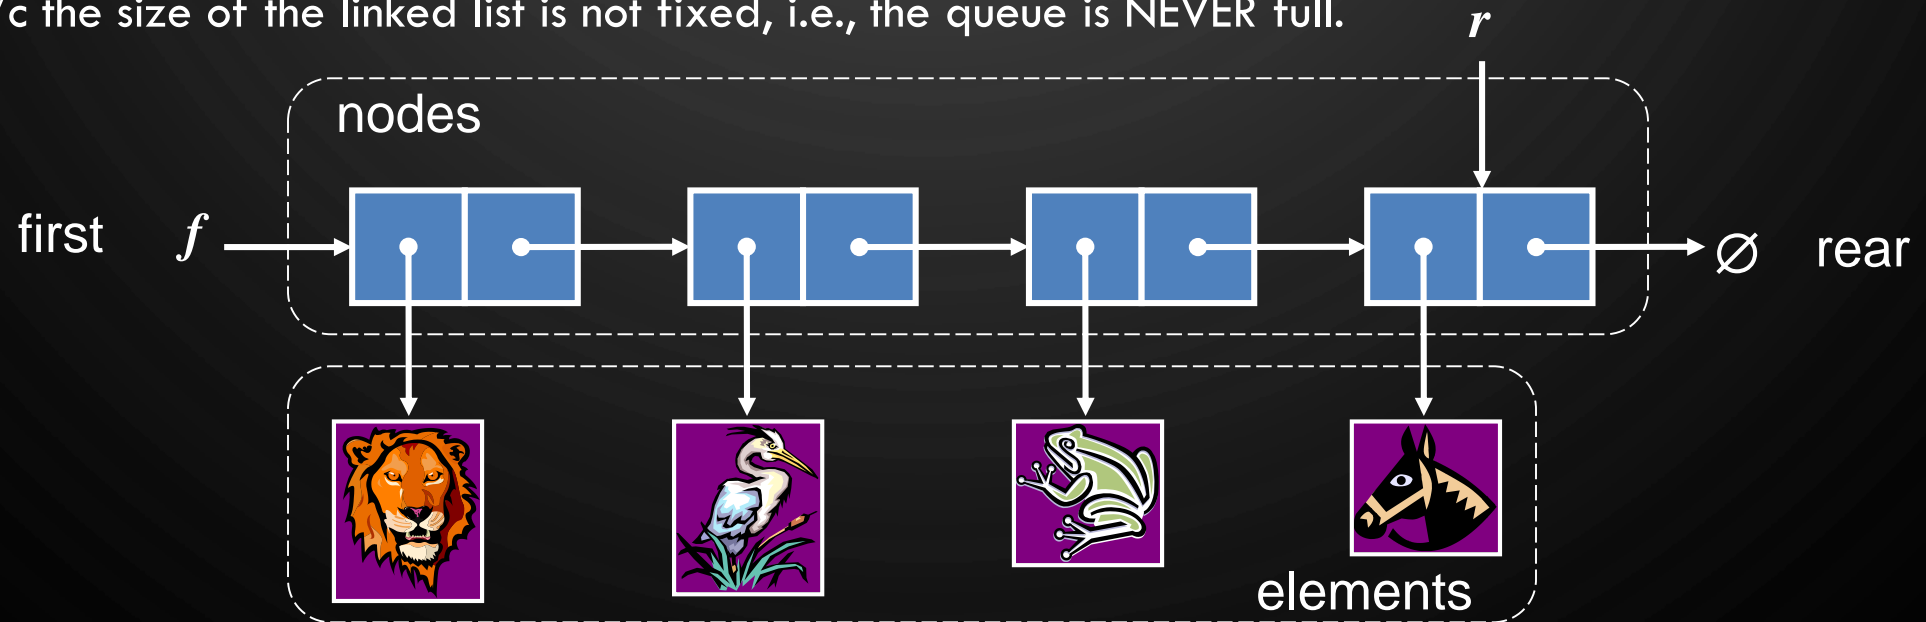 /c the size of the linked list is not fixed, i.e., the queue is NEVER full.
r
nodes
first f ∅ rear
elements